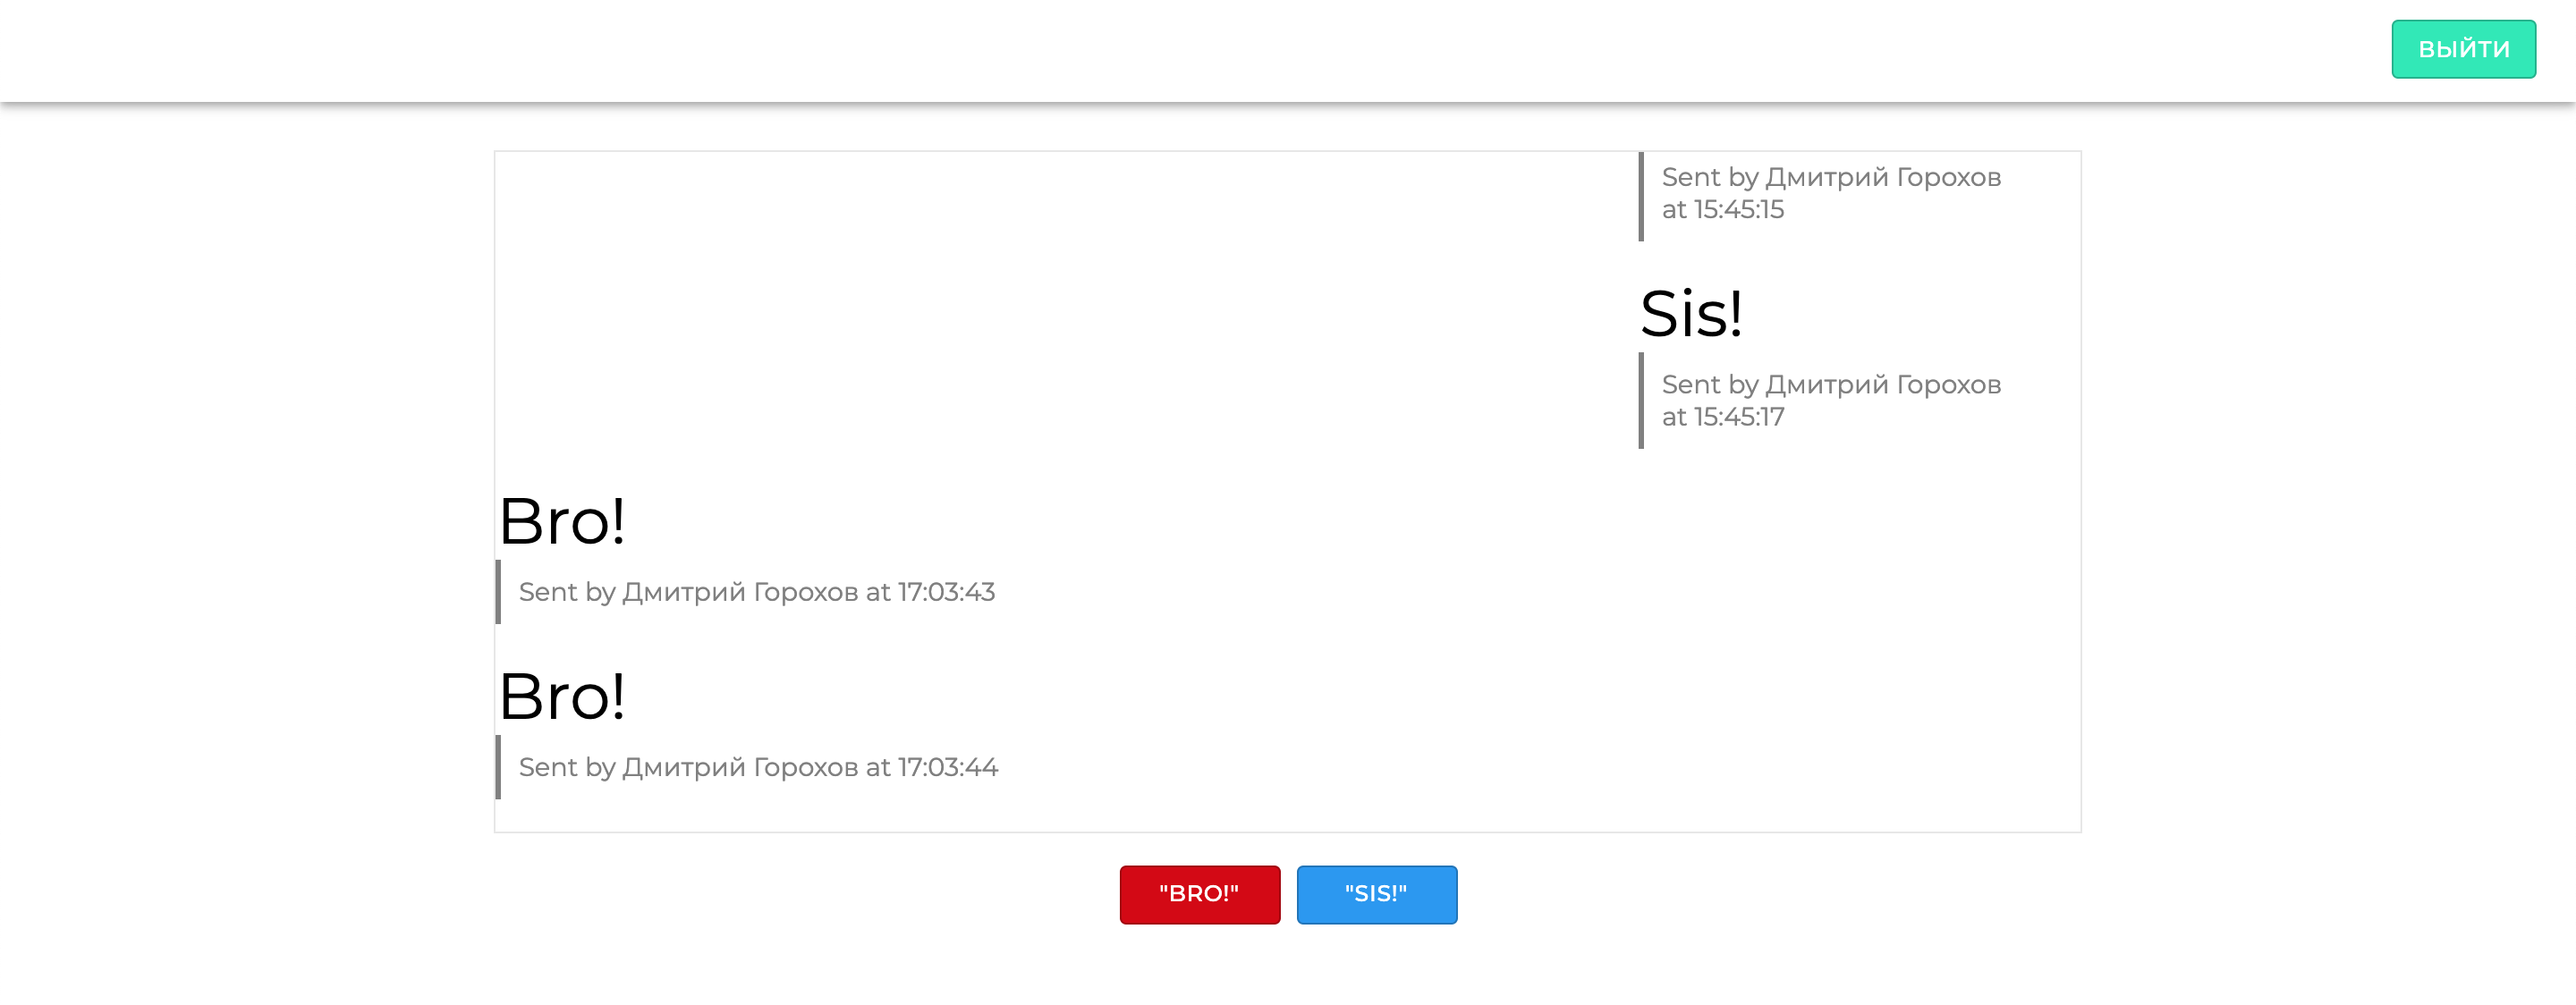 ВЫЙТИ
Sent by Дмитрий Горохов
at 15:45:15
Sis!
Sent by Дмитрий Горохов
at 15:45:17
Bro!
Sent by Дмитрий Горохов at 17:03:43
Bro!
Sent by Дмитрий Горохов at 17:03:44
"BRO!"
"SIS!"